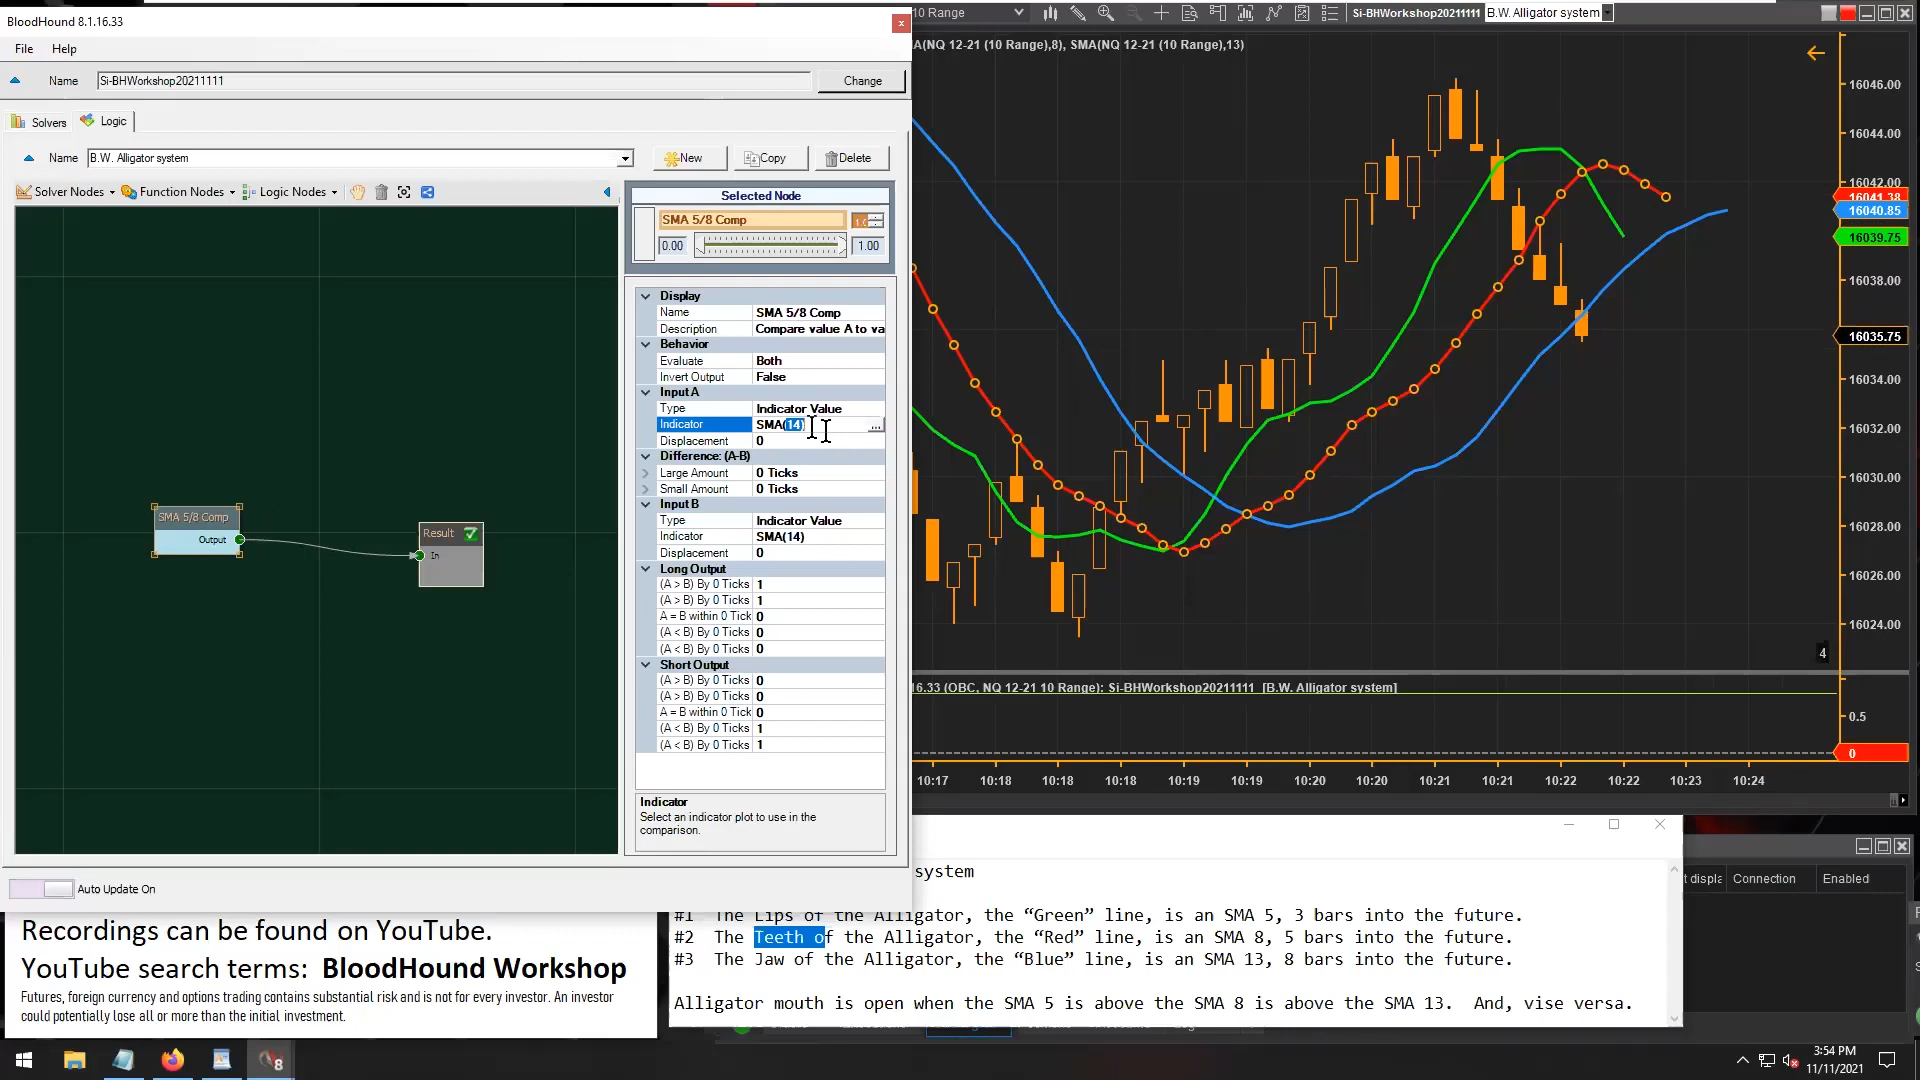 BloodHound 8.1.16.33
File Help
Name Si-BHWorkshop20211111 Change
Solvers Logic
Name B.W. Alligator system New Copy Delete
Solver Nodes Function Nodes Logic Nodes
SMA 5/8 Comp
Output
Result
In
Selected Node
SMA 5/8 Comp
0.00 1.00
Display
Name SMA 5/8 Comp
Description Compare value A to va
Behavior
Evaluate Both
Invert Output False
Input A
Type Indicator Value
Indicator SMA(14) ...
Displacement 0
Difference: (A-B)
Large Amount 0 Ticks
Small Amount 0 Ticks
Input B
Type Indicator Value
Indicator SMA(14)
Displacement 0
Long Output
(A > B) By 0 Ticks 1
(A > B) By 0 Ticks 1
A = B within 0 Tick 0
(A < B) By 0 Ticks 0
(A < B) By 0 Ticks 0
Short Output
(A > B) By 0 Ticks 0
(A > B) By 0 Ticks 0
A = B within 0 Tick 0
(A < B) By 0 Ticks 1
(A < B) By 0 Ticks 1
Indicator
Select an indicator plot to use in the
comparison.
Auto Update On
10 Range Si-BHWorkshop20211111 B.W. Alligator system
(NQ 12-21 (10 Range),8), SMA(NQ 12-21 (10 Range),13)
16046.00
16044.00
16042.00
16041.38
16040.85
16039.75
16038.00
16035.75
16034.00
16032.00
16030.00
16028.00
16026.00
16024.00
4
16.33 (OBC, NQ 12-21 10 Range): Si-BHWorkshop20211111 [B.W. Alligator system]
0.5
0
10:17 10:18 10:18 10:18 10:19 10:19 10:20 10:20 10:21 10:21 10:22 10:22 10:23 10:24
system
#1 The Lips of the Alligator, the “Green” line, is an SMA 5, 3 bars into the future.
#2 The Teeth of the Alligator, the “Red” line, is an SMA 8, 5 bars into the future.
#3 The Jaw of the Alligator, the “Blue” line, is an SMA 13, 8 bars into the future.
Alligator mouth is open when the SMA 5 is above the SMA 8 is above the SMA 13. And, vise versa.
t displa Connection Enabled
Recordings can be found on YouTube.
YouTube search terms: BloodHound Workshop
Futures, foreign currency and options trading contains substantial risk and is not for every investor. An investor
could potentially lose all or more than the initial investment.
8
3:54 PM
11/11/2021